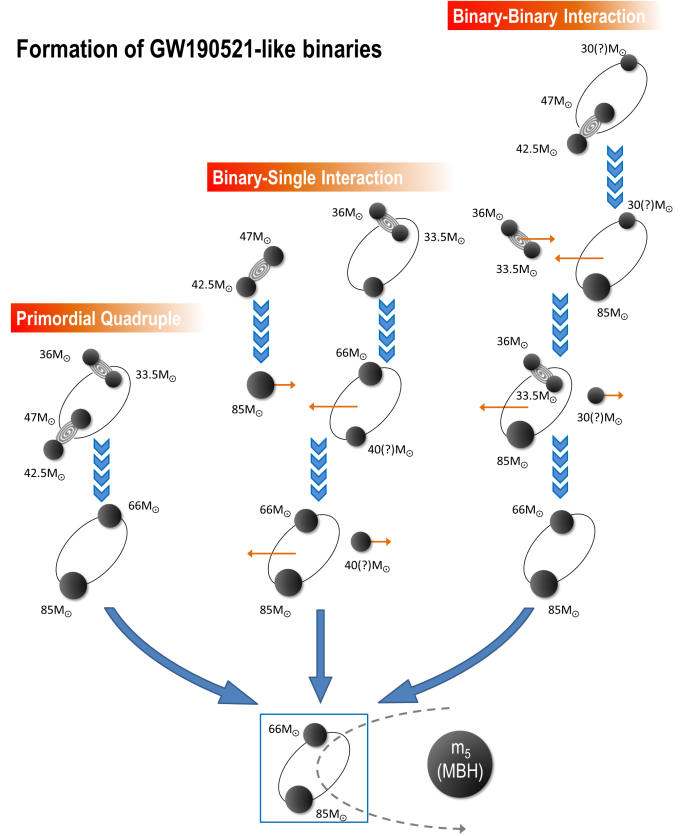 Formation of GW190521-like binaries
Binary-Binary Interaction
30(?)M☉
47M☉
42.5M☉
30(?)M☉
36M☉
33.5M☉
85M☉
36M☉
33.5M☉
30(?)M☉
85M☉
66M☉
85M☉
Binary-Single Interaction
36M☉
47M☉
33.5M☉
42.5M☉
66M☉
85M☉
40(?)M☉
66M☉
40(?)M☉
85M☉
Primordial Quadruple
36M☉
33.5M☉
47M☉
42.5M☉
66M☉
85M☉
66M☉
85M☉
m₅
(MBH)